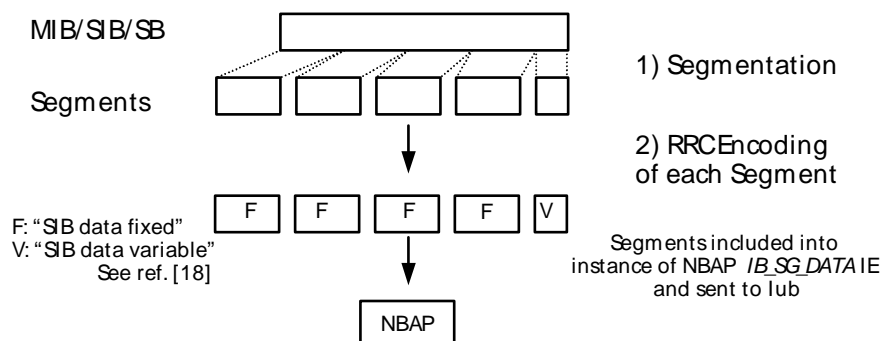 MIB/SIB/SB
1) Segmentation
Segments
2) RRC Encoding
of each Segment
F F F F V
F: “SIB data fixed”
V: “SIB data variable”
See ref. [18]
Segments included into
instance of NBAP IB_SG_DATA IE
and sent to Iub
NBAP